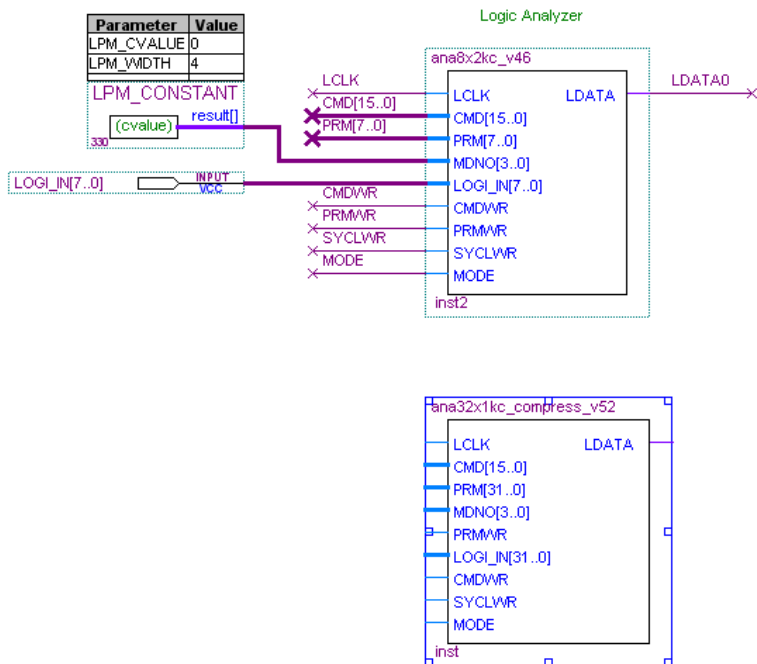 Logic Analyzer
Parameter Value
LPM_CVALUE 0
LPM_WIDTH 4
LPM_CONSTANT
(cvalue)
result[]
330
LOGI_IN[7..0]
INPUT
VCC
ana8x2kc_v46
LCLK
CMD[15..0]
PRM[7..0]
CMDWR
PRMWR
SYCLWR
MODE
LCLK LDATA
CMD[15..0]
PRM[7..0]
MDNO[3..0]
LOGI_IN[7..0]
CMDWR
PRMWR
SYCLWR
MODE
LDATA0
inst2
ana32x1kc_compress_v52
LCLK LDATA
CMD[15..0]
PRM[31..0]
MDNO[3..0]
PRMWR
LOGI_IN[31..0]
CMDWR
SYCLWR
MODE
inst